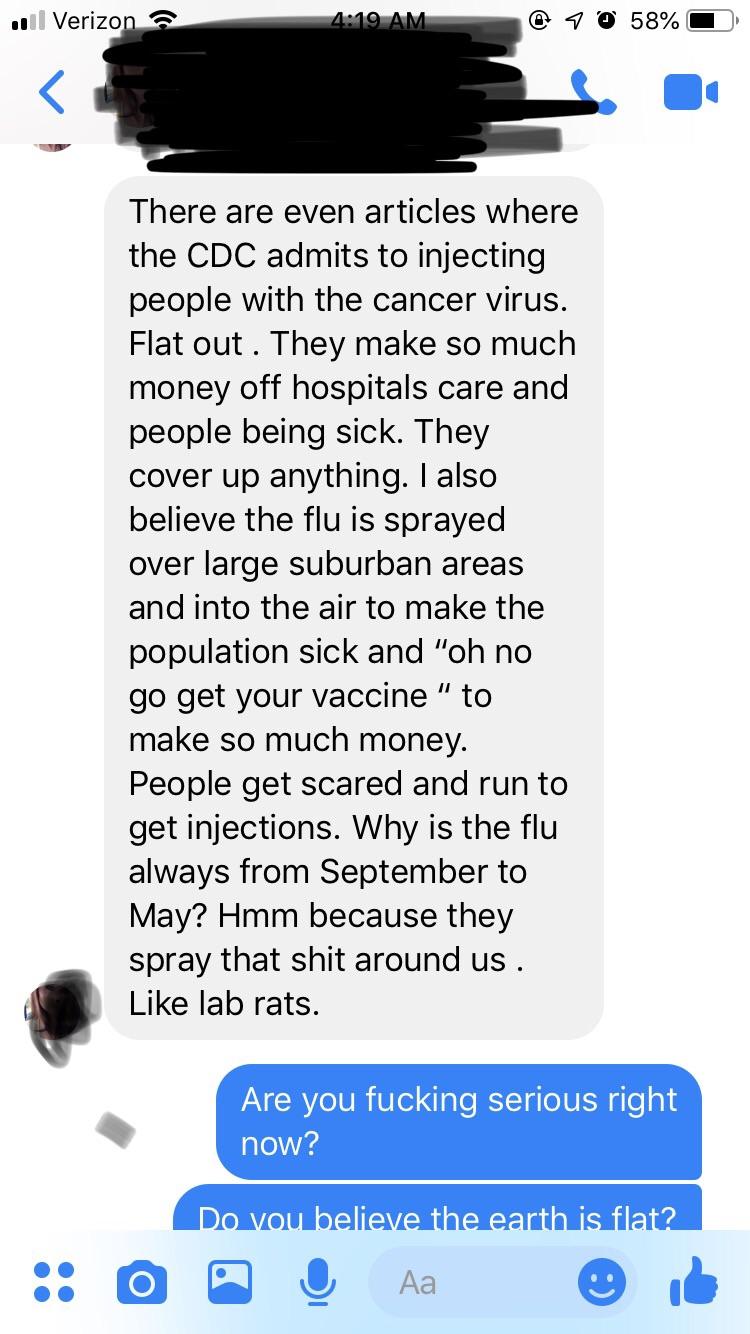 Verizon 4:19 AM 58%
There are even articles where
the CDC admits to injecting
people with the cancer virus.
Flat out . They make so much
money off hospitals care and
people being sick. They
cover up anything. I also
believe the flu is sprayed
over large suburban areas
and into the air to make the
population sick and “oh no
go get your vaccine “ to
make so much money.
People get scared and run to
get injections. Why is the flu
always from September to
May? Hmm because they
spray that shit around us .
Like lab rats.
Are you fucking serious right
now?
Do you believe the earth is flat?
Aa